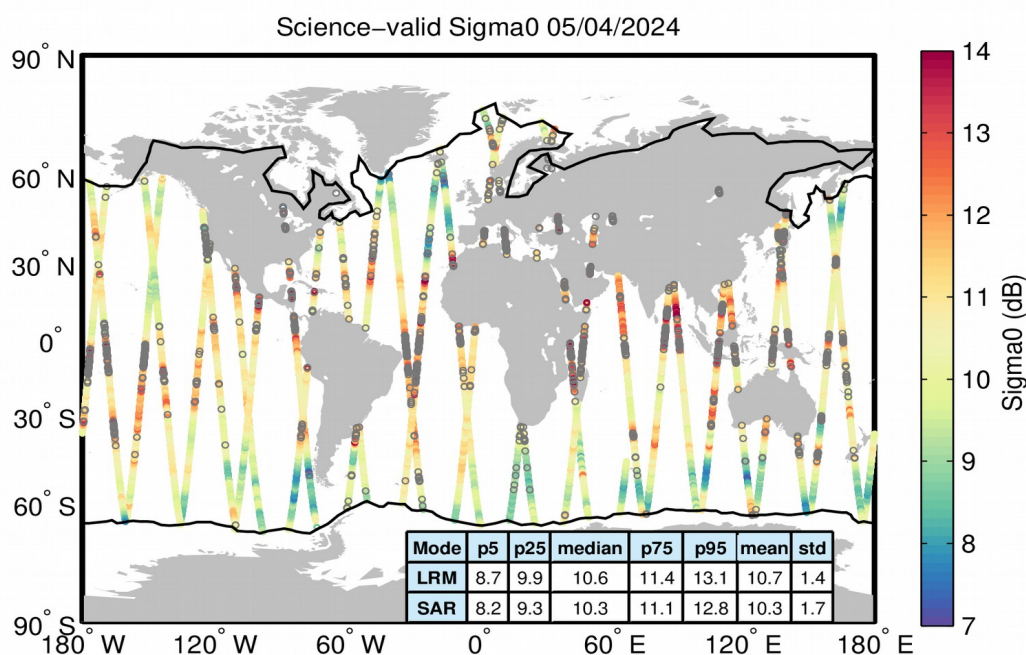 Science–valid Sigma0 05/04/2024
90° N
60° N
30° N
0°
30° S
60° S
90° S
180° W
120° W
60° W
0°
60° E
120° E
180° E
14
13
12
11
10
9
8
7
Sigma0 (dB)
Mode p5 p25 median p75 p95 mean std
LRM 8.7 9.9 10.6 11.4 13.1 10.7 1.4
SAR 8.2 9.3 10.3 11.1 12.8 10.3 1.7